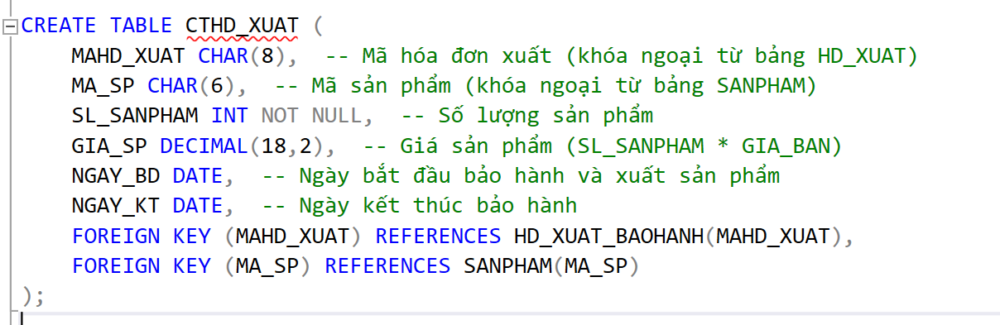 CREATE TABLE CTHD_XUAT (
MAHD_XUAT CHAR(8), -- Mã hóa đơn xuất (khóa ngoại từ bảng HD_XUAT)
MA_SP CHAR(6), -- Mã sản phẩm (khóa ngoại từ bảng SANPHAM)
SL_SANPHAM INT NOT NULL, -- Số lượng sản phẩm
GIA_SP DECIMAL(18,2), -- Giá sản phẩm (SL_SANPHAM * GIA_BAN)
NGAY_BD DATE, -- Ngày bắt đầu bảo hành và xuất sản phẩm
NGAY_KT DATE, -- Ngày kết thúc bảo hành
FOREIGN KEY (MAHD_XUAT) REFERENCES HD_XUAT_BAOHANH(MAHD_XUAT),
FOREIGN KEY (MA_SP) REFERENCES SANPHAM(MA_SP)
);